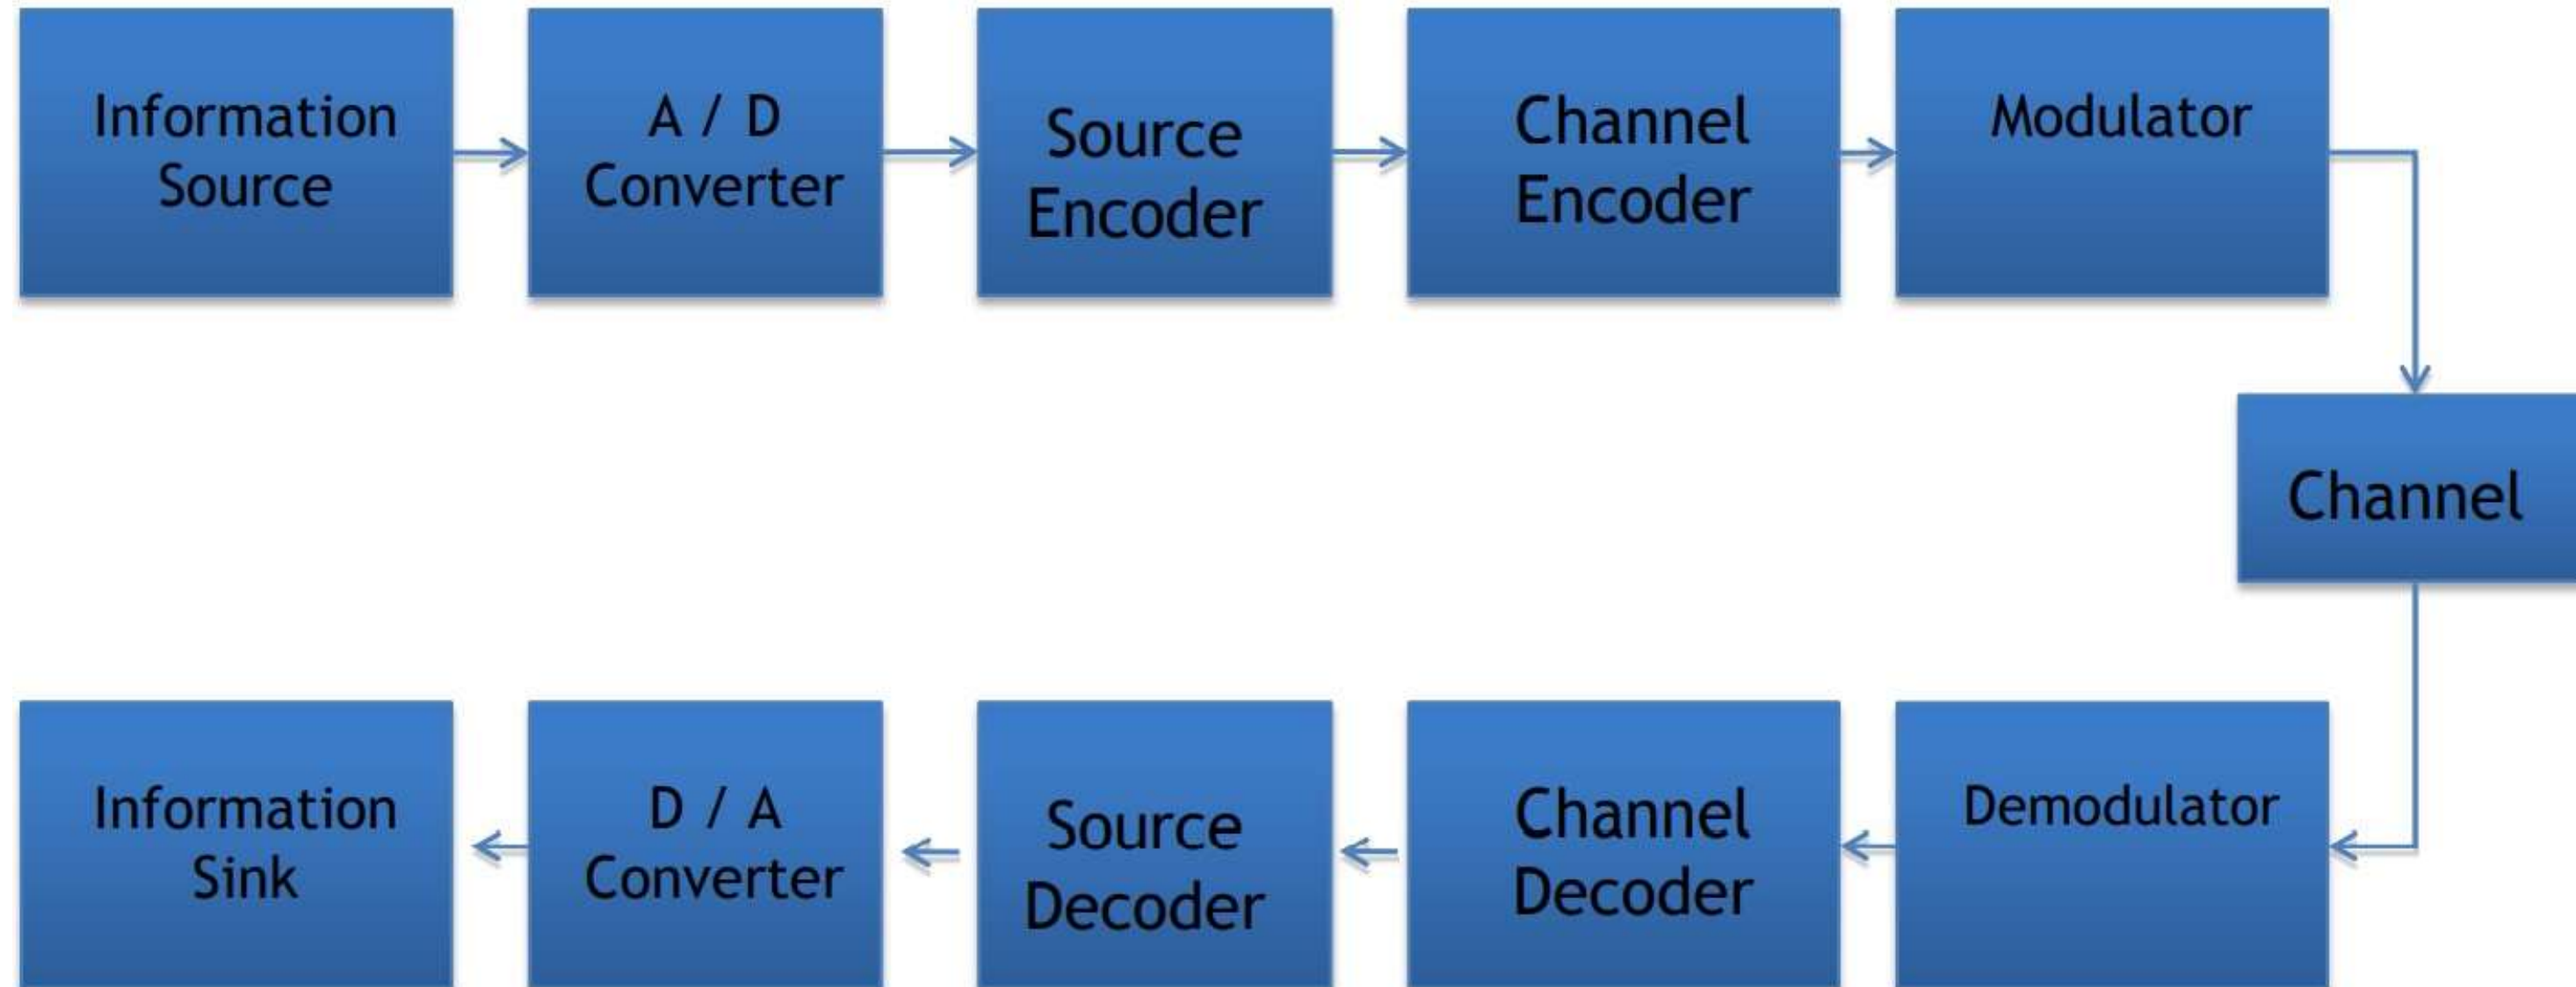 Information
Source
A / D
Converter
Source
Encoder
Channel
Encoder
Modulator
Channel
Information
Sink
D / A
Converter
Source
Decoder
Channel
Decoder
Demodulator